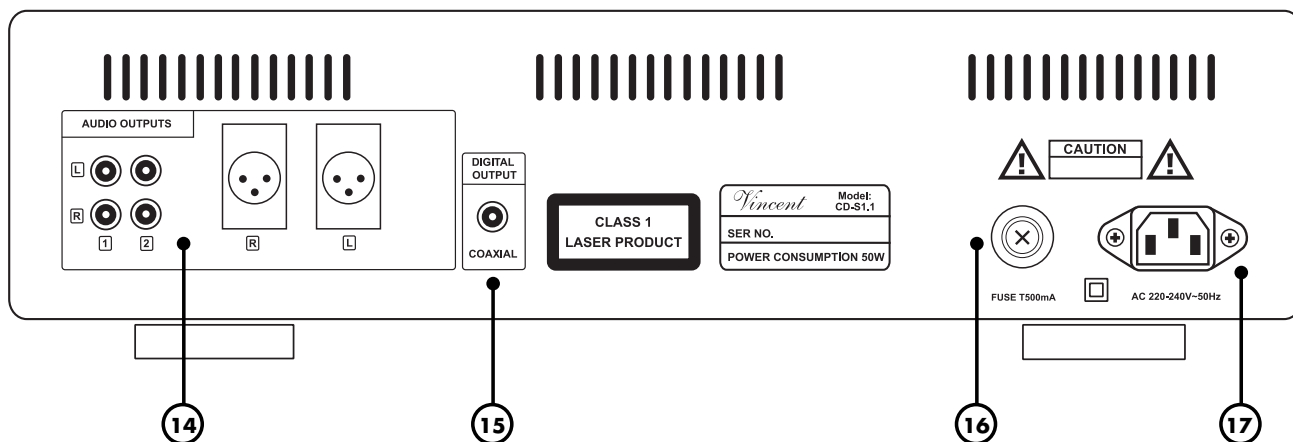 AUDIO OUTPUTS
L
R
1
2
R
L
DIGITAL
OUTPUT
COAXIAL
CLASS 1
LASER PRODUCT
Vincent
Model:
CD-S1.1
SER NO.
POWER CONSUMPTION 50W
CAUTION
FUSE T500mA
AC 220-240V~50Hz
14
15
16
17